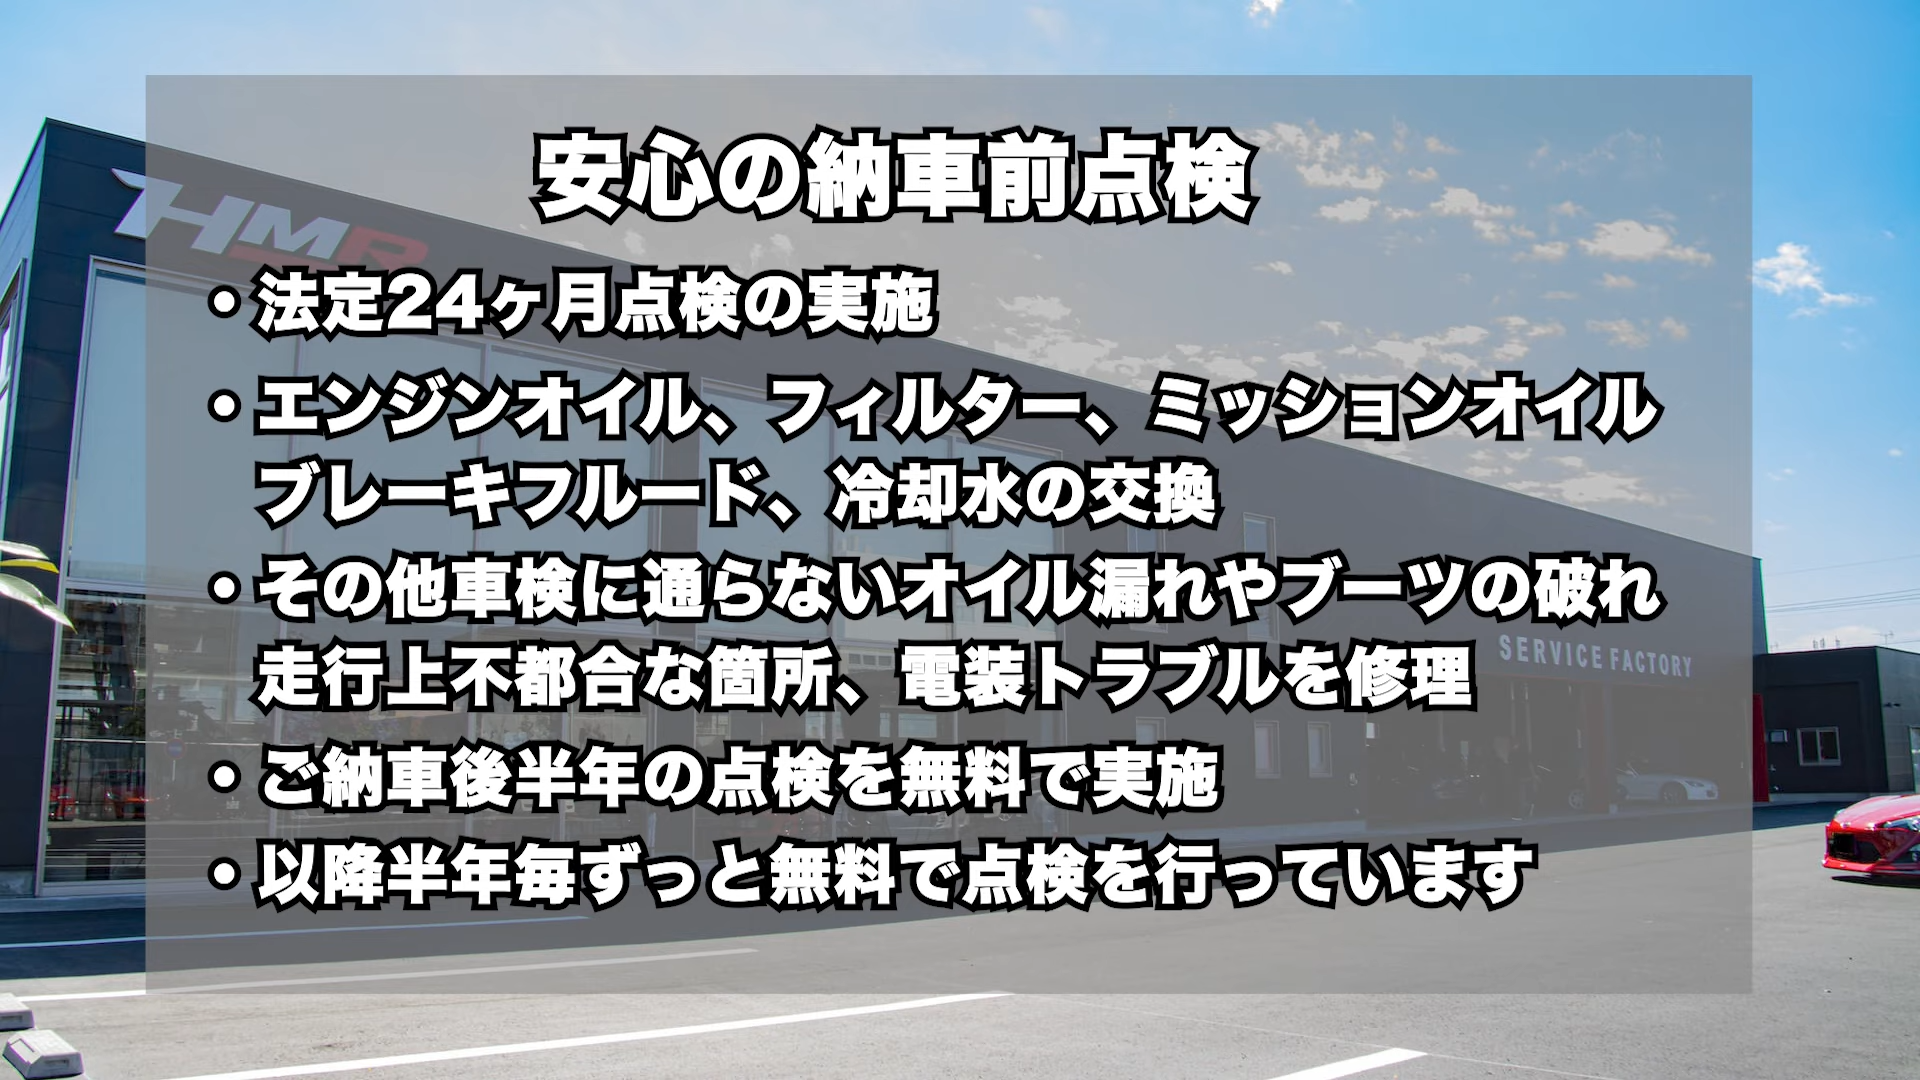 安心の納車前点検
HMR
・法定24ヶ月点検の実施
・エンジンオイル、フィルター、ミッションオイル
ブレーキフルード、冷却水の交換
・その他車検に通らないオイル漏れやブーツの破れ
走行上不都合な箇所、電装トラブルを修理
SERVICE FACTORY
・ご納車後半年の点検を無料で実施
・以降半年毎ずっと無料で点検を行っています